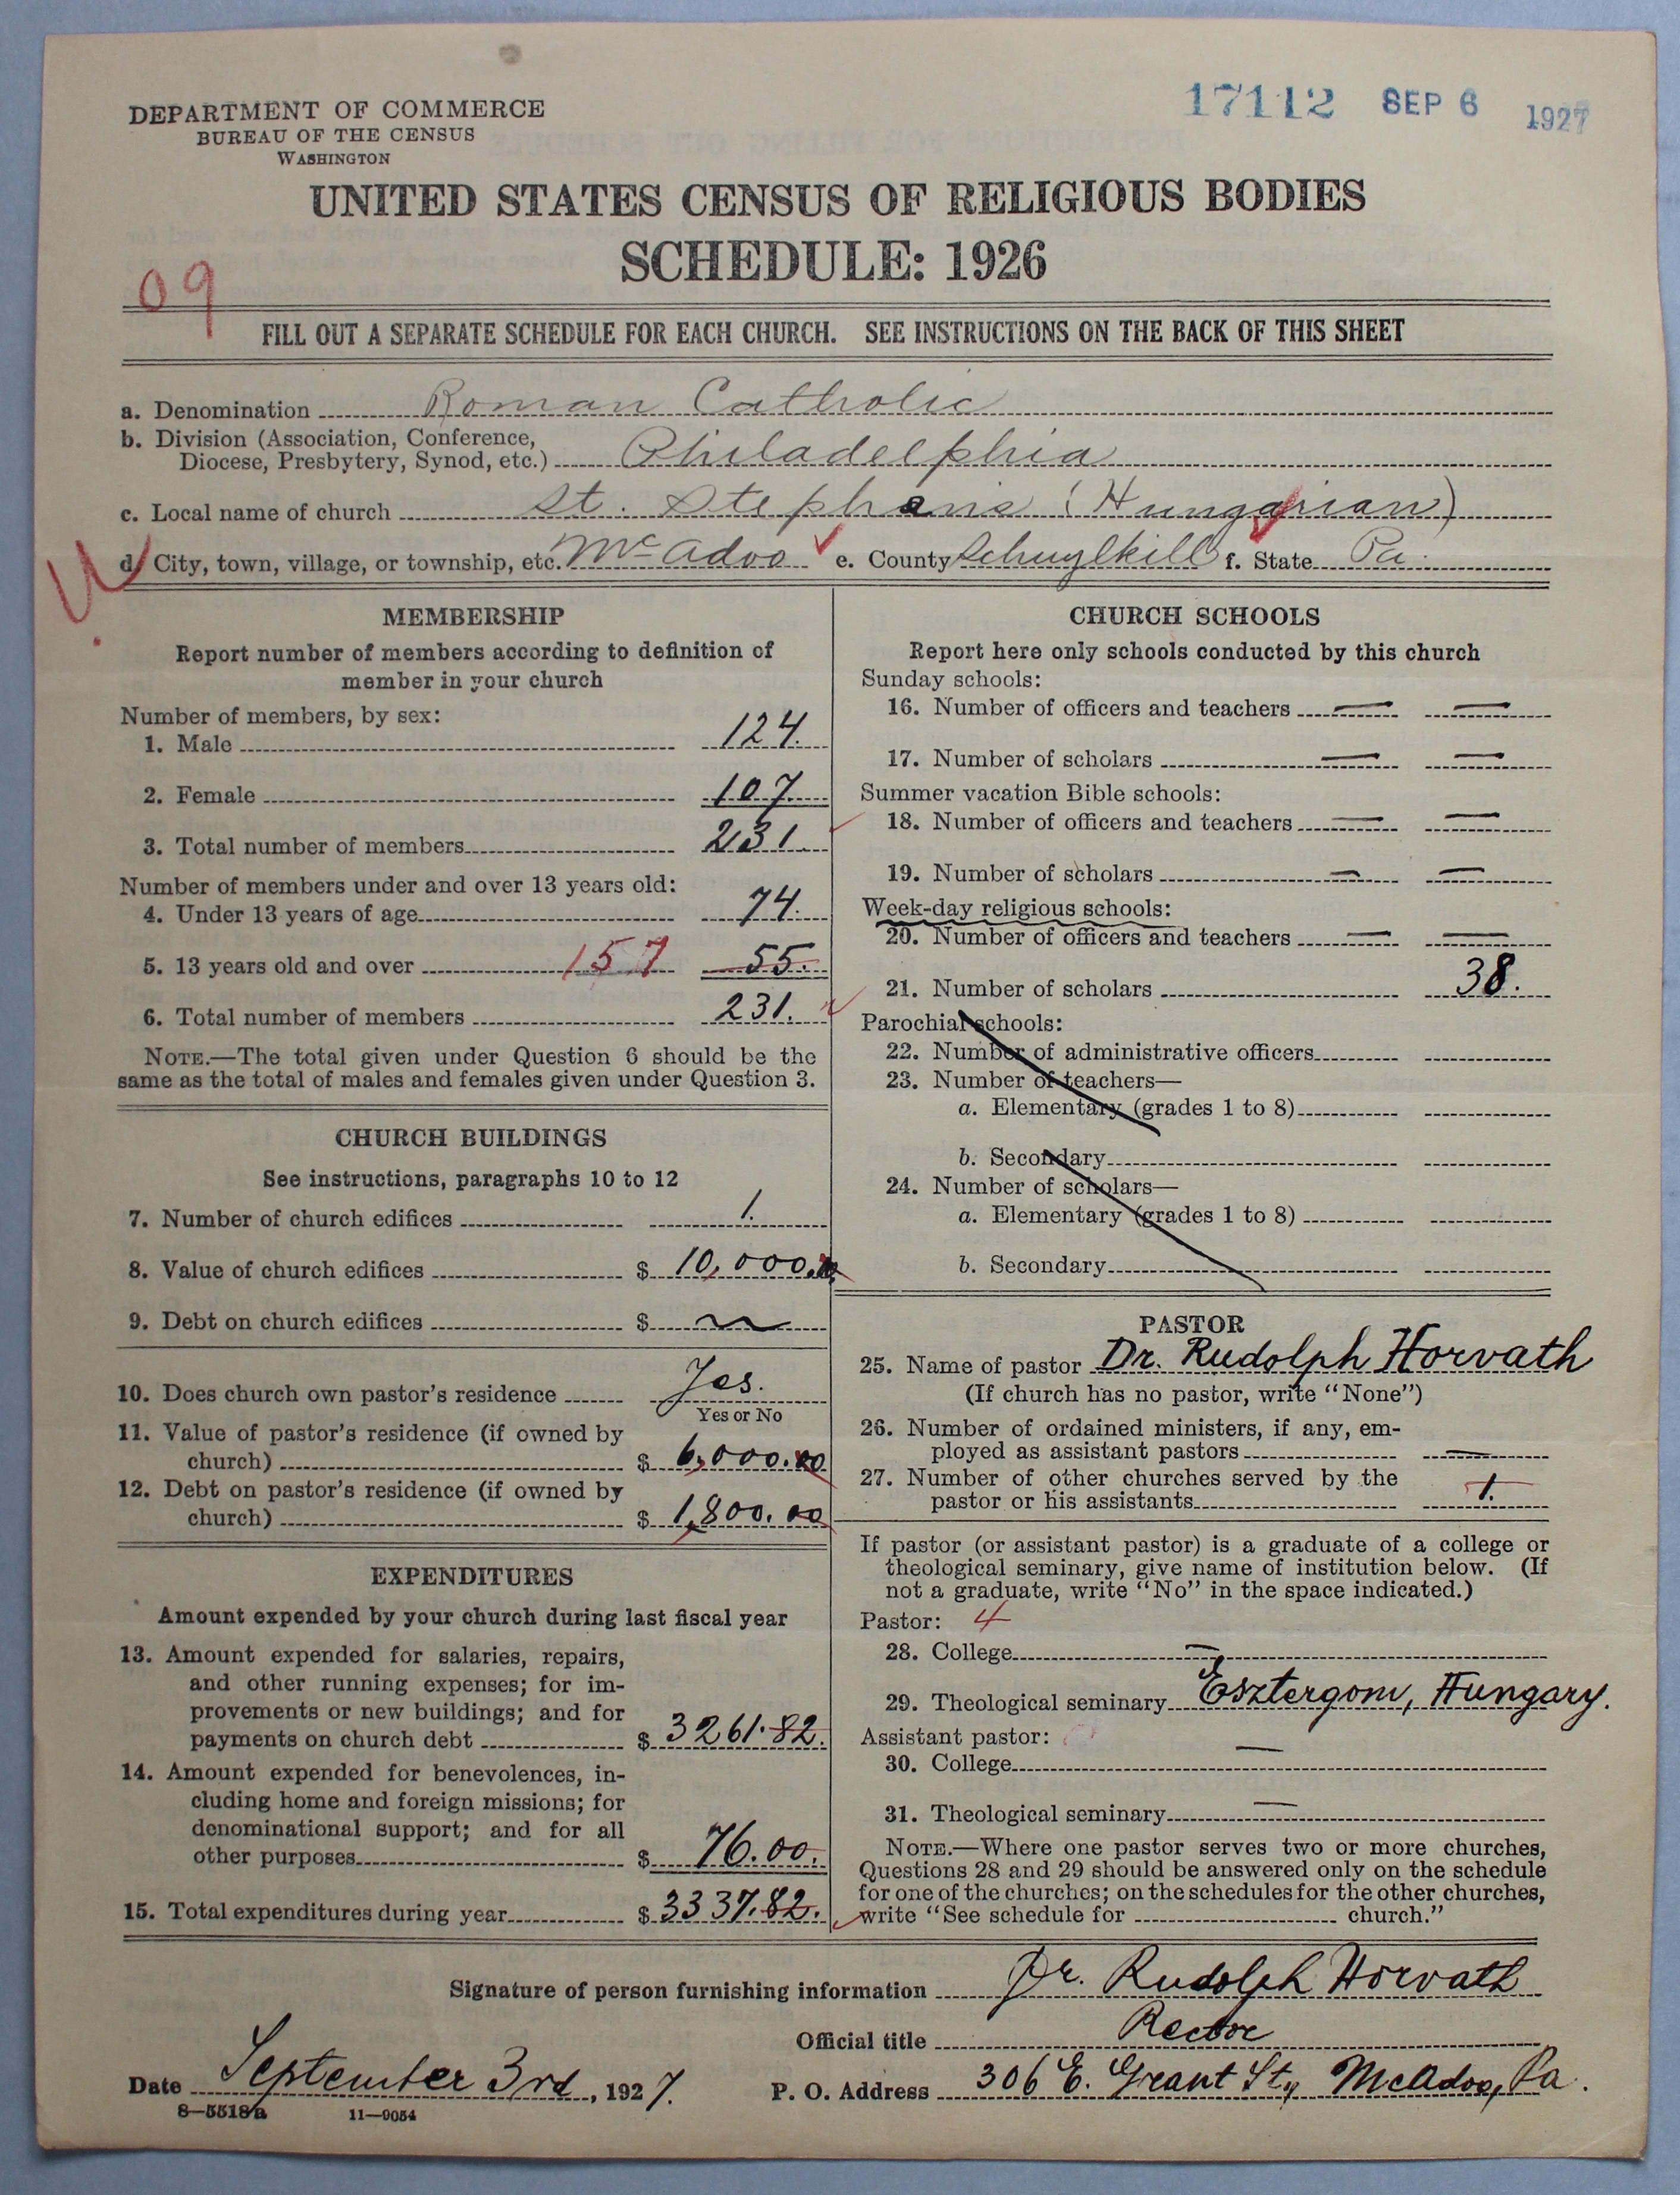 17112 SEP 6 1927
DEPARTMENT OF COMMERCE
BUREAU OF THE CENSUS
WASHINGTON
UNITED STATES CENSUS OF RELIGIOUS BODIES
SCHEDULE: 1926
09
FILL OUT A SEPARATE SCHEDULE FOR EACH CHURCH. SEE INSTRUCTIONS ON THE BACK OF THIS SHEET
a. Denomination Roman Catholic
b. Division (Association, Conference,
Diocese, Presbytery, Synod, etc.) Philadelphia
c. Local name of church St. Stephens (Hungarian)
d. City, town, village, or township, etc. McAdoo e. County Schuylkill f. State Pa.
MEMBERSHIP
Report number of members according to definition of
member in your church
Number of members, by sex:
1. Male 124.
2. Female 107.
3. Total number of members 231.
Number of members under and over 13 years old:
4. Under 13 years of age 74.
5. 13 years old and over 157 55.
6. Total number of members 231.
NOTE.—The total given under Question 6 should be the
same as the total of males and females given under Question 3.
CHURCH BUILDINGS
See instructions, paragraphs 10 to 12
7. Number of church edifices 1.
8. Value of church edifices $ 10,000.
9. Debt on church edifices $
10. Does church own pastor's residence Yes.
Yes or No
11. Value of pastor's residence (if owned by
church) $ 6,000.00
12. Debt on pastor's residence (if owned by
church) $ 1,800.00
EXPENDITURES
Amount expended by your church during last fiscal year
13. Amount expended for salaries, repairs,
and other running expenses; for im-
provements or new buildings; and for
payments on church debt $ 3261.82.
14. Amount expended for benevolences, in-
cluding home and foreign missions; for
denominational support; and for all
other purposes $ 76.00.
15. Total expenditures during year $ 3337.82.
CHURCH SCHOOLS
Report here only schools conducted by this church
Sunday schools:
16. Number of officers and teachers — —
17. Number of scholars — —
Summer vacation Bible schools:
18. Number of officers and teachers — —
19. Number of scholars — —
Week-day religious schools:
20. Number of officers and teachers — —
21. Number of scholars 38.
Parochial schools:
22. Number of administrative officers
23. Number of teachers—
a. Elementary (grades 1 to 8)
b. Secondary
24. Number of scholars—
a. Elementary (grades 1 to 8)
b. Secondary
PASTOR
25. Name of pastor Dr. Rudolph Horvath
(If church has no pastor, write "None")
26. Number of ordained ministers, if any, em-
ployed as assistant pastors —
27. Number of other churches served by the
pastor or his assistants 1.
If pastor (or assistant pastor) is a graduate of a college or
theological seminary, give name of institution below. (If
not a graduate, write "No" in the space indicated.)
Pastor: 4
28. College —
29. Theological seminary Esztergom, Hungary.
Assistant pastor:
30. College —
31. Theological seminary —
NOTE.—Where one pastor serves two or more churches,
Questions 28 and 29 should be answered only on the schedule
for one of the churches; on the schedules for the other churches,
write "See schedule for church."
Signature of person furnishing information Dr. Rudolph Horvath
Official title Rector
Date September 3rd, 1927. P. O. Address 306 E. Grant St., McAdoo, Pa.
8—5518a 11—9054